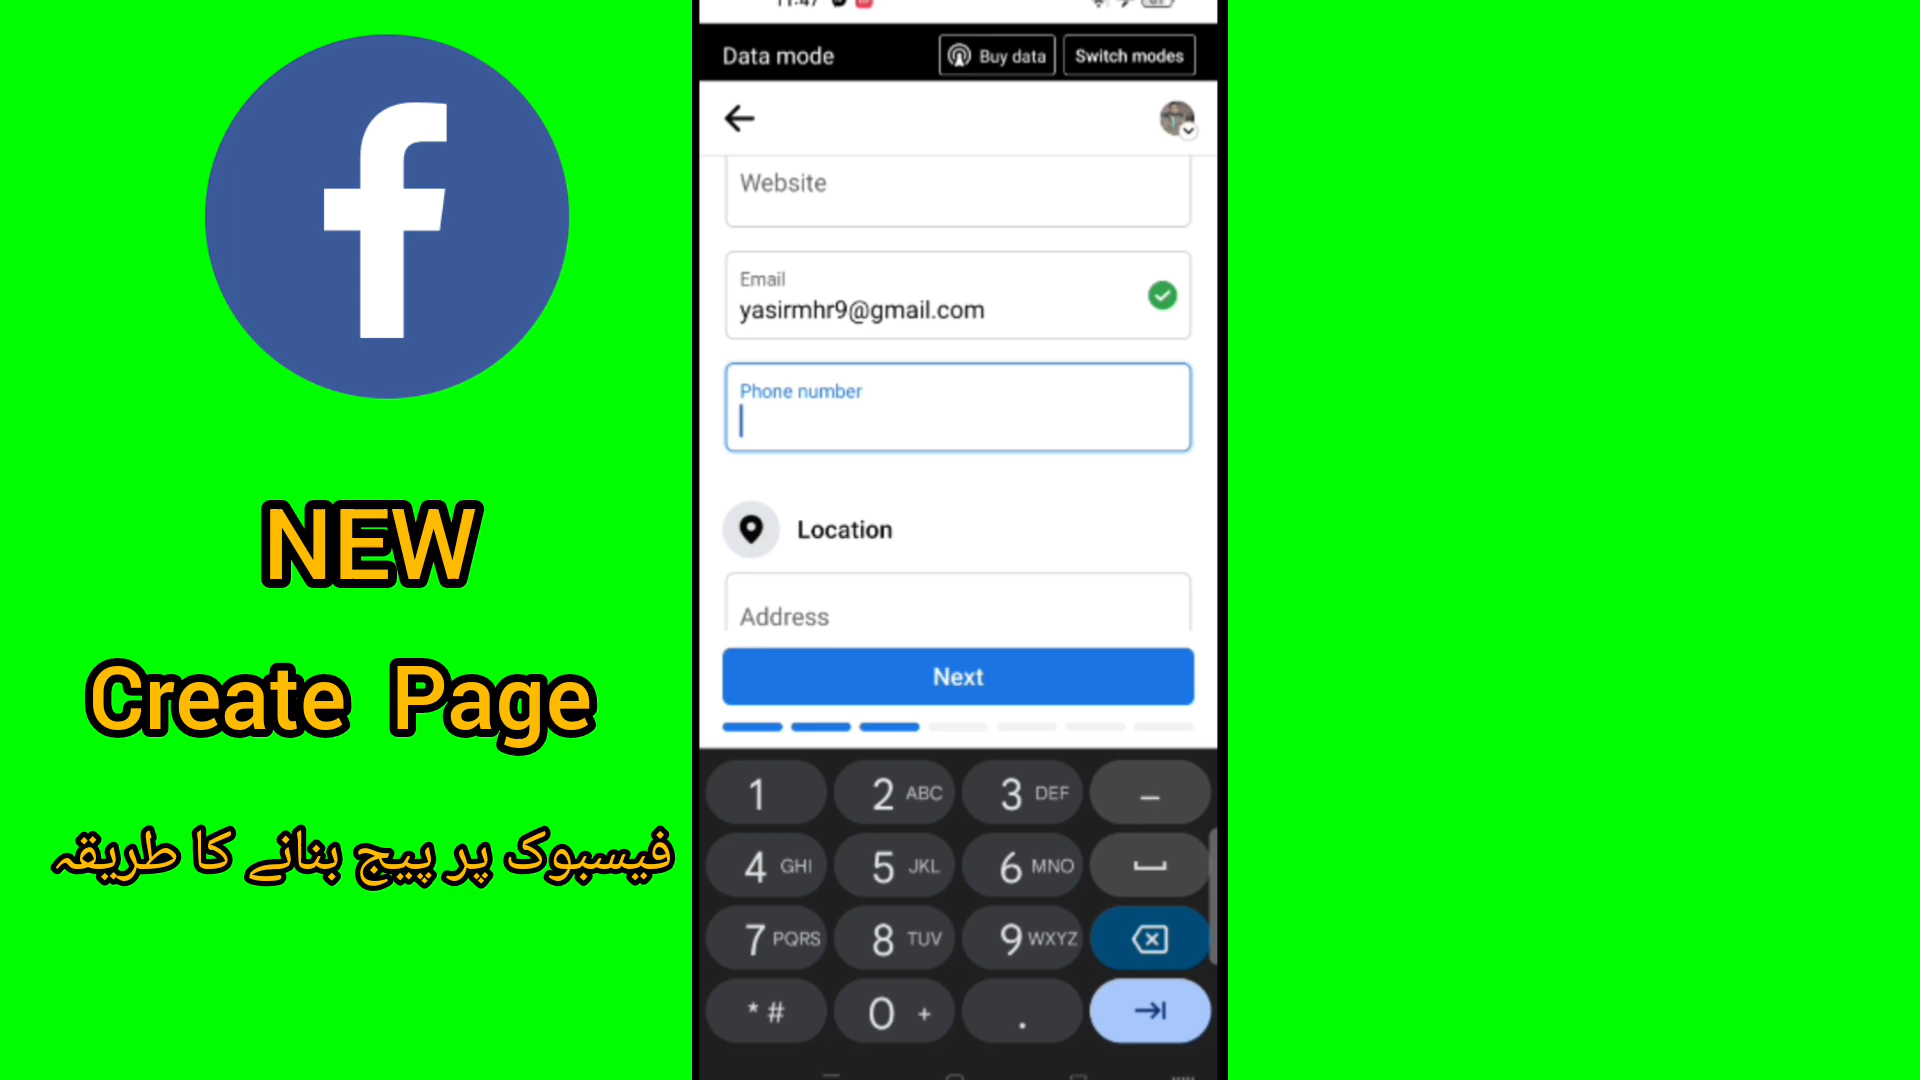 Data mode
Buy data
Switch modes
Website
Email
yasirmhr9@gmail.com
Phone number
Location
Address
Next
1
2 ABC
3 DEF
–
4 GHI
5 JKL
6 MNO
7 PQRS
8 TUV
9 WXYZ
* #
0 +
.
NEW
Create Page
فیسبوک پر پیج بنانے کا طریقہ